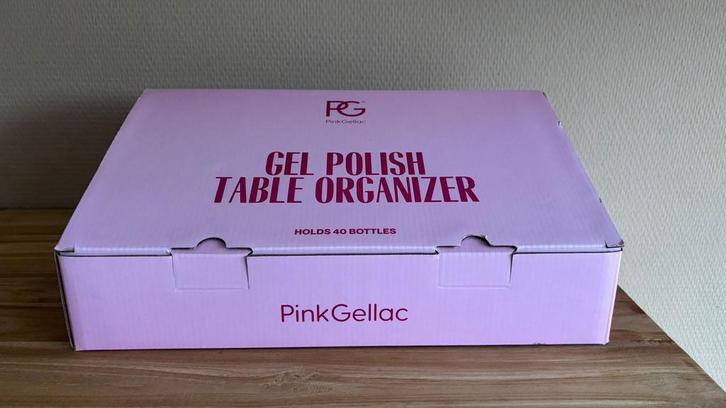 PG
PinkGellac
GEL POLISH
TABLE ORGANIZER
HOLDS 40 BOTTLES
PinkGellac